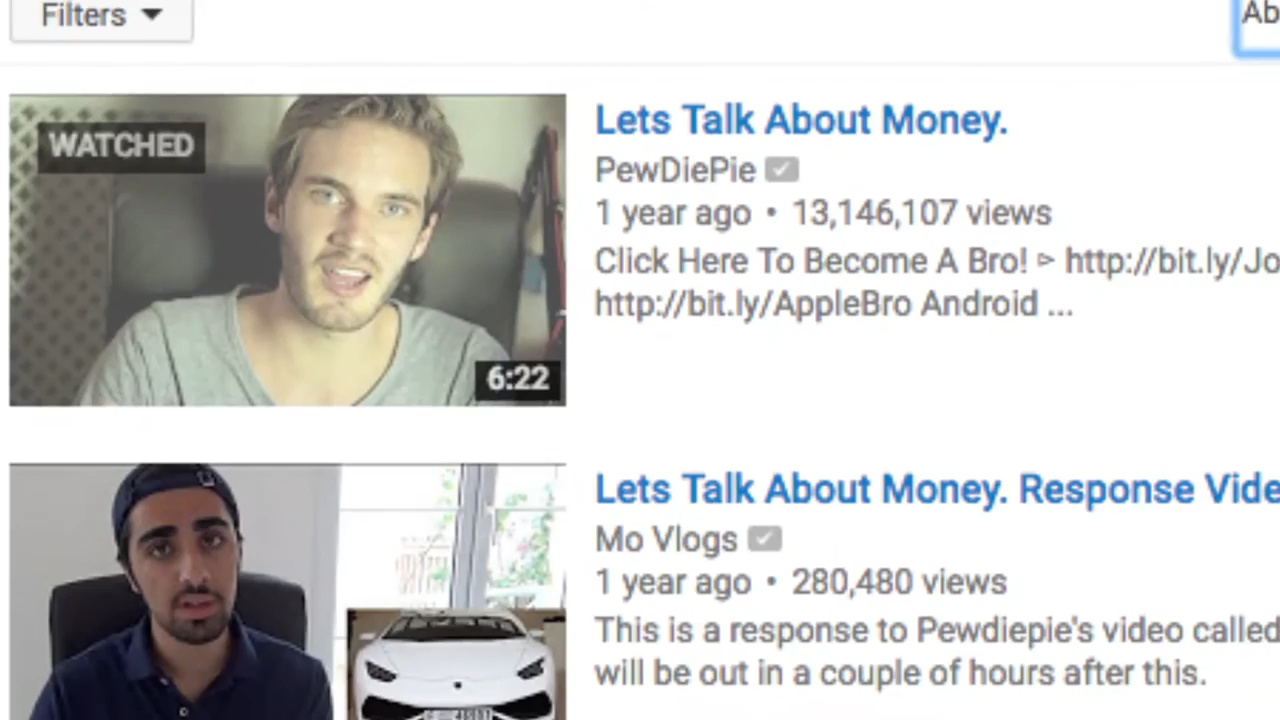 Filters
Ab
WATCHED
6:22
Lets Talk About Money.
PewDiePie
1 year ago • 13,146,107 views
Click Here To Become A Bro! ⊳ http://bit.ly/Jo
http://bit.ly/AppleBro Android ...
Lets Talk About Money. Response Vide
Mo Vlogs
1 year ago • 280,480 views
This is a response to Pewdiepie's video called
will be out in a couple of hours after this.